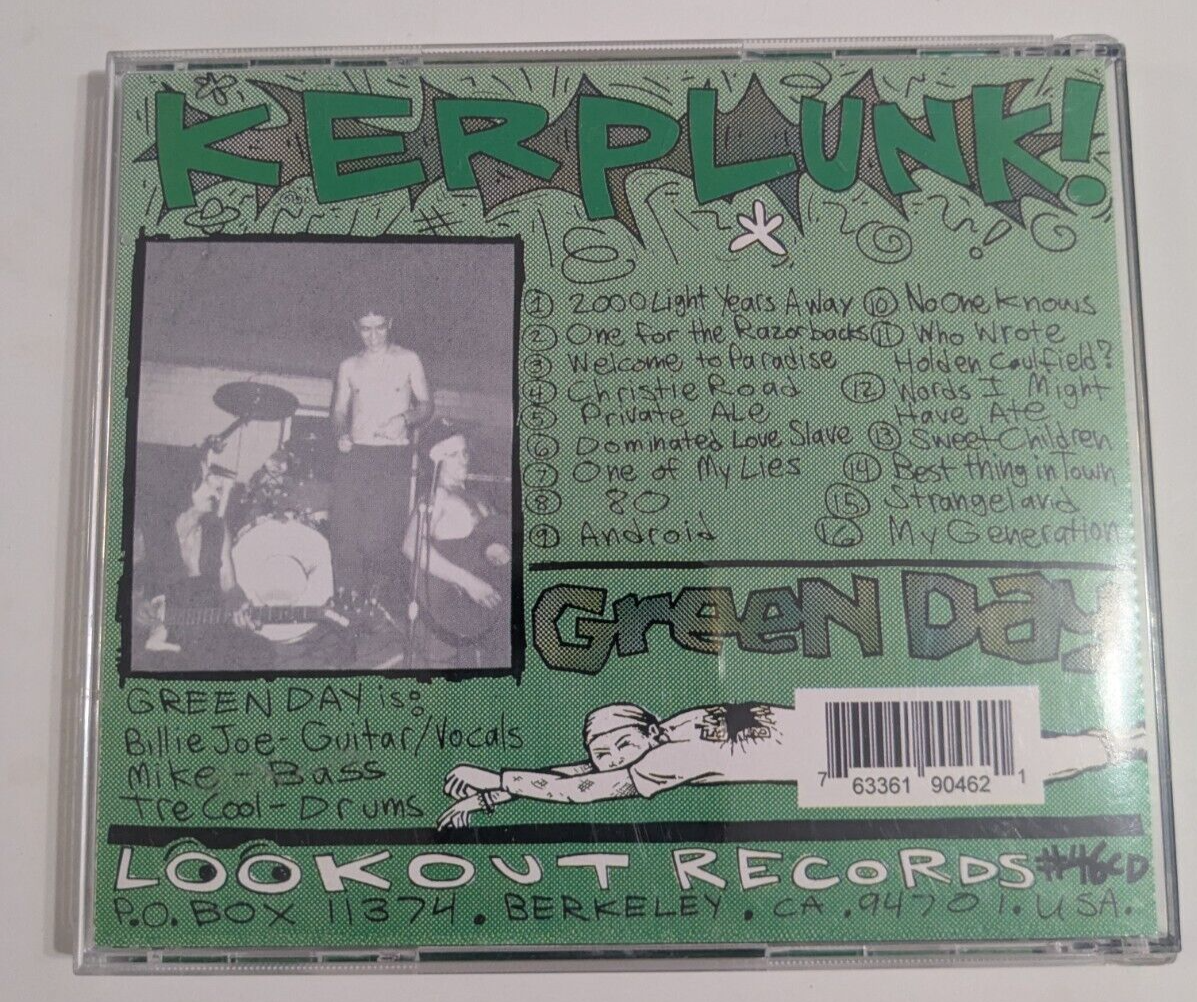 KERPLUNK!
① 2000 Light Years Away
② One for the Razorbacks
③ Welcome to Paradise
④ Christie Road
⑤ Private Ale
⑥ Dominated Love Slave
⑦ One of My Lies
⑧ 80
⑨ Android
⑩ No One Knows
⑪ Who Wrote
Holden Caulfield?
⑫ Words I Might
Have Ate
⑬ Sweet Children
⑭ Best thing in Town
⑮ Strangeland
⑯ My Generation
Green Day
GREEN DAY is:
Billie Joe - Guitar/Vocals
Mike - Bass
Tre Cool - Drums
7 63361 90462 1
LOOKOUT RECORDS #46CD
P.O. BOX 11374. BERKELEY. CA. 94701. USA.